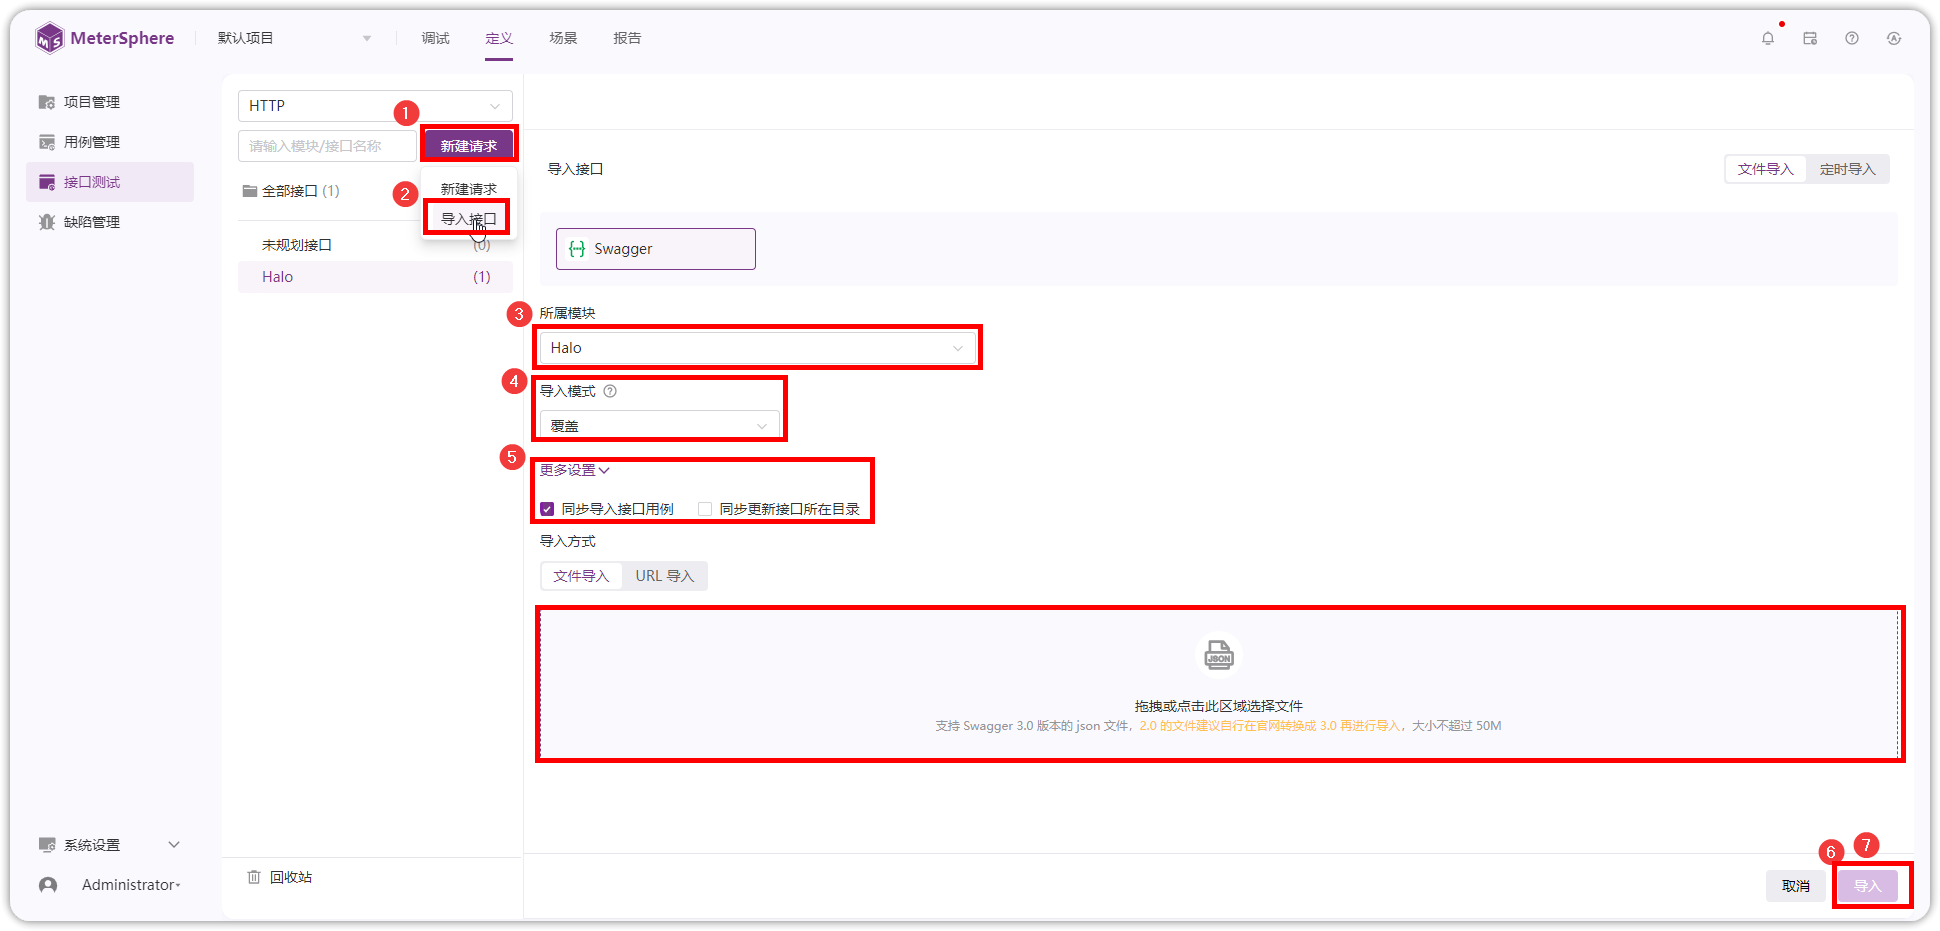 MeterSphere
默认项目
调试
定义
场景
报告
项目管理
用例管理
接口测试
缺陷管理
系统设置
Administrator
HTTP
1
请输入模块/接口名称
新建请求
全部接口 (1)
2
新建请求
导入接口
未规划接口
(0)
Halo
(1)
回收站
导入接口
文件导入
定时导入
Swagger
3
所属模块
Halo
4
导入模式
覆盖
5
更多设置
同步导入接口用例
同步更新接口所在目录
导入方式
文件导入
URL 导入
JSON
拖拽或点击此区域选择文件
支持 Swagger 3.0 版本的 json 文件，2.0 的文件建议自行在官网转换成 3.0 再进行导入，大小不超过 50M
6
7
取消
导入